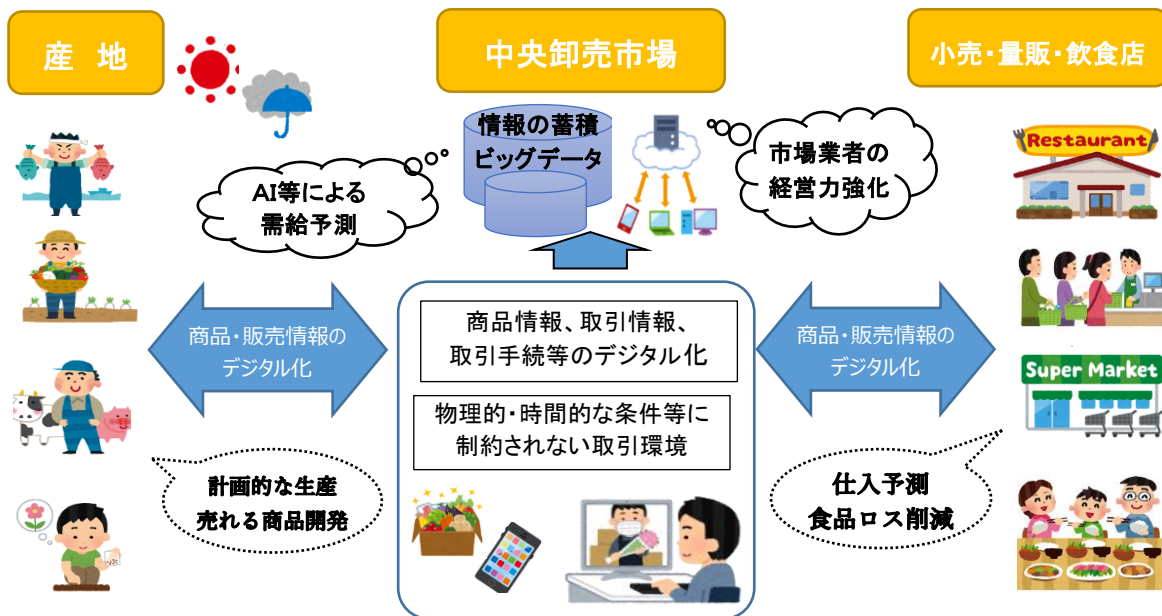 産 地
中央卸売市場
小売・量販・飲食店
情報の蓄積
ビッグデータ
AI等による
需給予測
市場業者の
経営力強化
Restaurant
商品・販売情報の
デジタル化
商品情報、取引情報、
取引手続等のデジタル化
物理的・時間的な条件等に
制約されない取引環境
商品・販売情報の
デジタル化
Super Market
計画的な生産
売れる商品開発
仕入予測
食品ロス削減